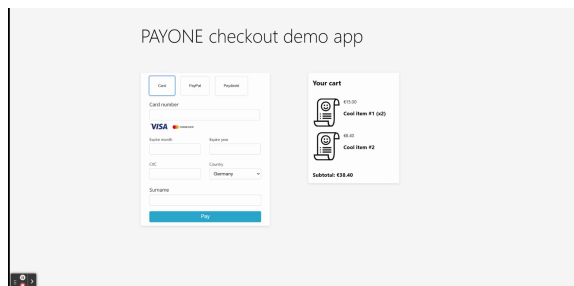 PAYONE checkout demo app
Card
PayPal
Paydirekt
Card number
VISA
Expire month
Expire year
CVC
Country
Germany
Surname
Pay
Your cart
€15.00
Cool item #1 (x2)
€8.40
Cool item #2
Subtotal: €38.40